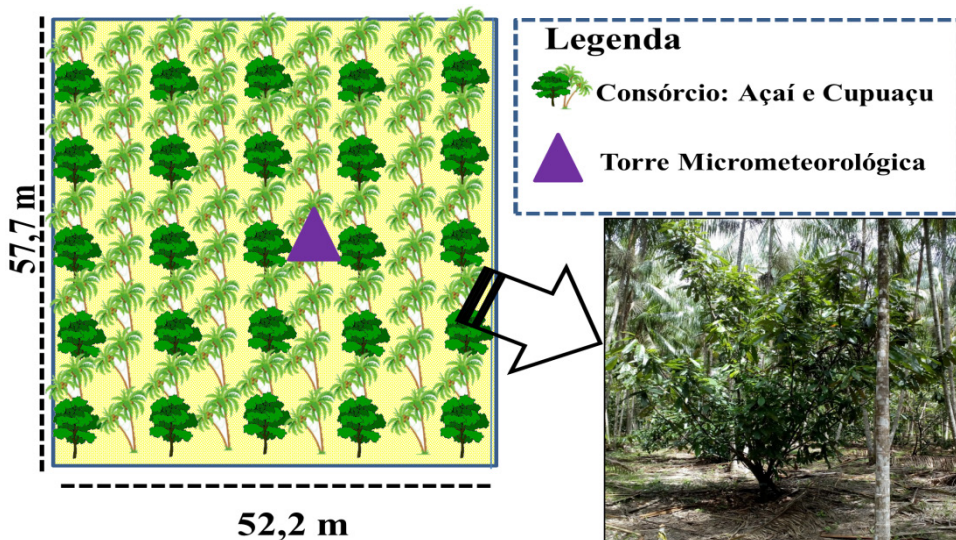 Legenda
Consórcio: Açaí e Cupuaçu
Torre Micrometeorológica
57,7 m
52,2 m